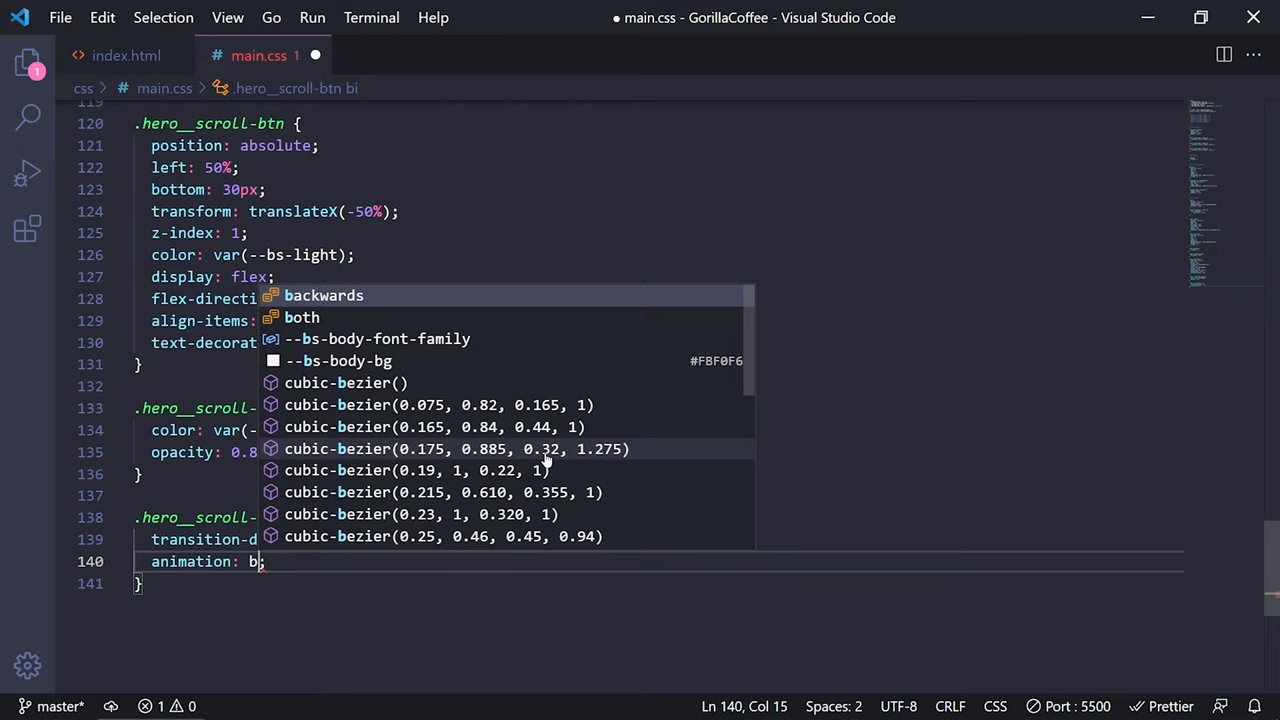 File Edit Selection View Go Run Terminal Help ● main.css - GorillaCoffee - Visual Studio Code
index.html # main.css 1
css > # main.css > .hero__scroll-btn bi
1
119
120 .hero__scroll-btn {
121 position: absolute;
122 left: 50%;
123 bottom: 30px;
124 transform: translateX(-50%);
125 z-index: 1;
126 color: var(--bs-light);
127 display: flex;
128 flex-directi
129 align-items:
130 text-decorat
131 }
132
133 .hero__scroll-
134 color: var(-
135 opacity: 0.8
136 }
137
138 .hero__scroll-
139 transition-d
140 animation: b;
141 }
backwards
both
--bs-body-font-family
--bs-body-bg #FBF0F6
cubic-bezier()
cubic-bezier(0.075, 0.82, 0.165, 1)
cubic-bezier(0.165, 0.84, 0.44, 1)
cubic-bezier(0.175, 0.885, 0.32, 1.275)
cubic-bezier(0.19, 1, 0.22, 1)
cubic-bezier(0.215, 0.610, 0.355, 1)
cubic-bezier(0.23, 1, 0.320, 1)
cubic-bezier(0.25, 0.46, 0.45, 0.94)
master* 1 0 Ln 140, Col 15 Spaces: 2 UTF-8 CRLF CSS Port : 5500 Prettier